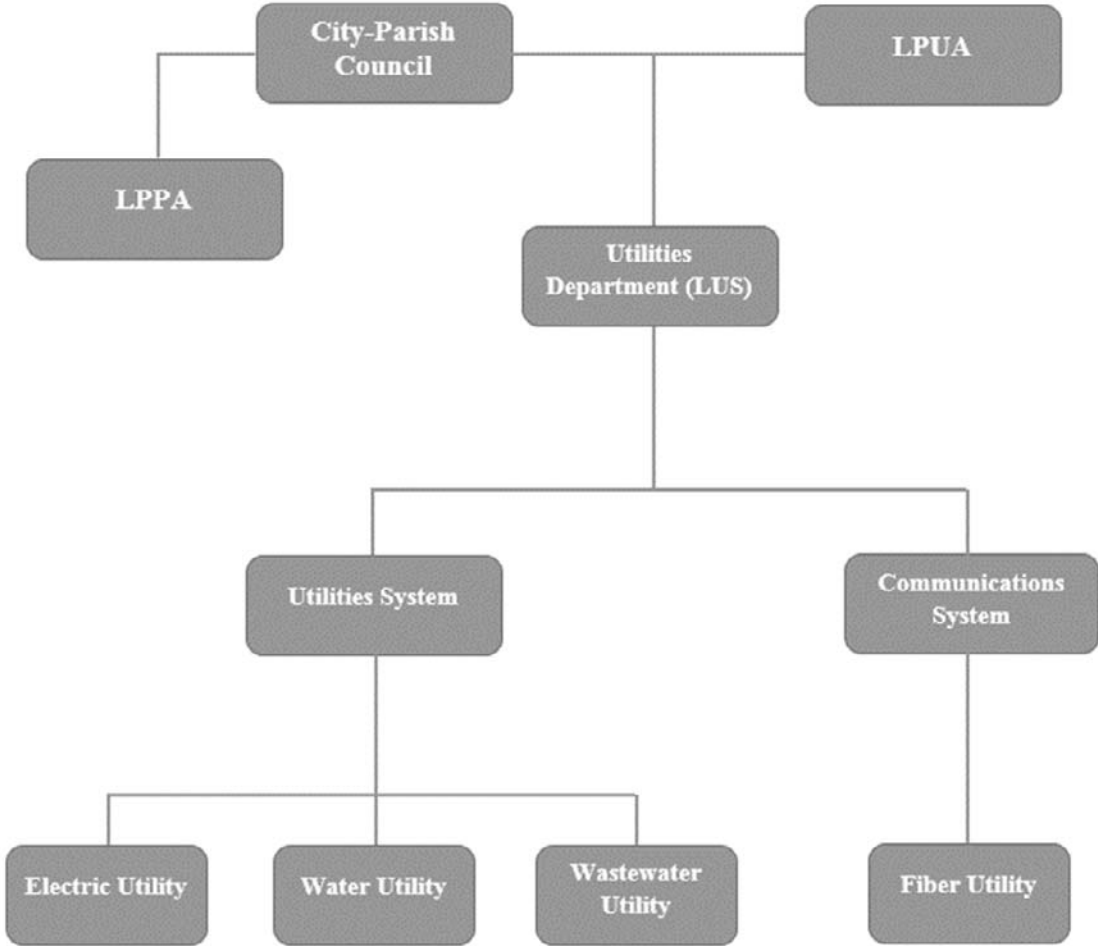 City-Parish
Council
LPUA
LPPA
Utilities
Department (LUS)
Utilities System
Communications
System
Electric Utility
Water Utility
Wastewater
Utility
Fiber Utility